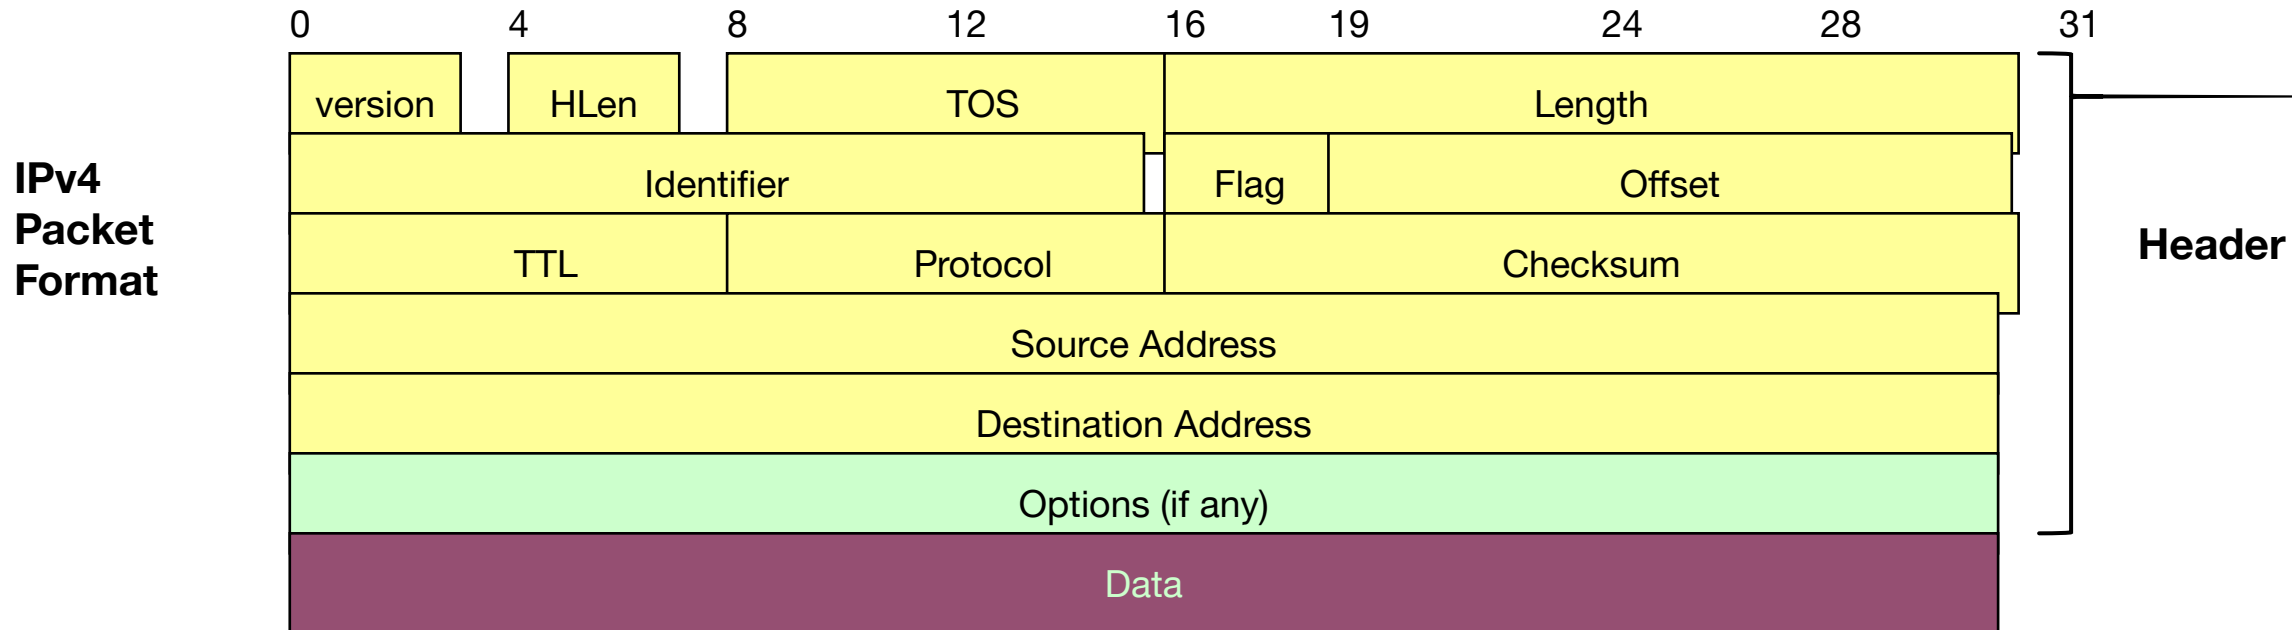 0 4 8 12 16 19 24 28 31
version HLen TOS Length
IPv4
Packet
Format
Identifier Flag Offset
TTL Protocol Checksum
Header
Source Address
Destination Address
Options (if any)
Data